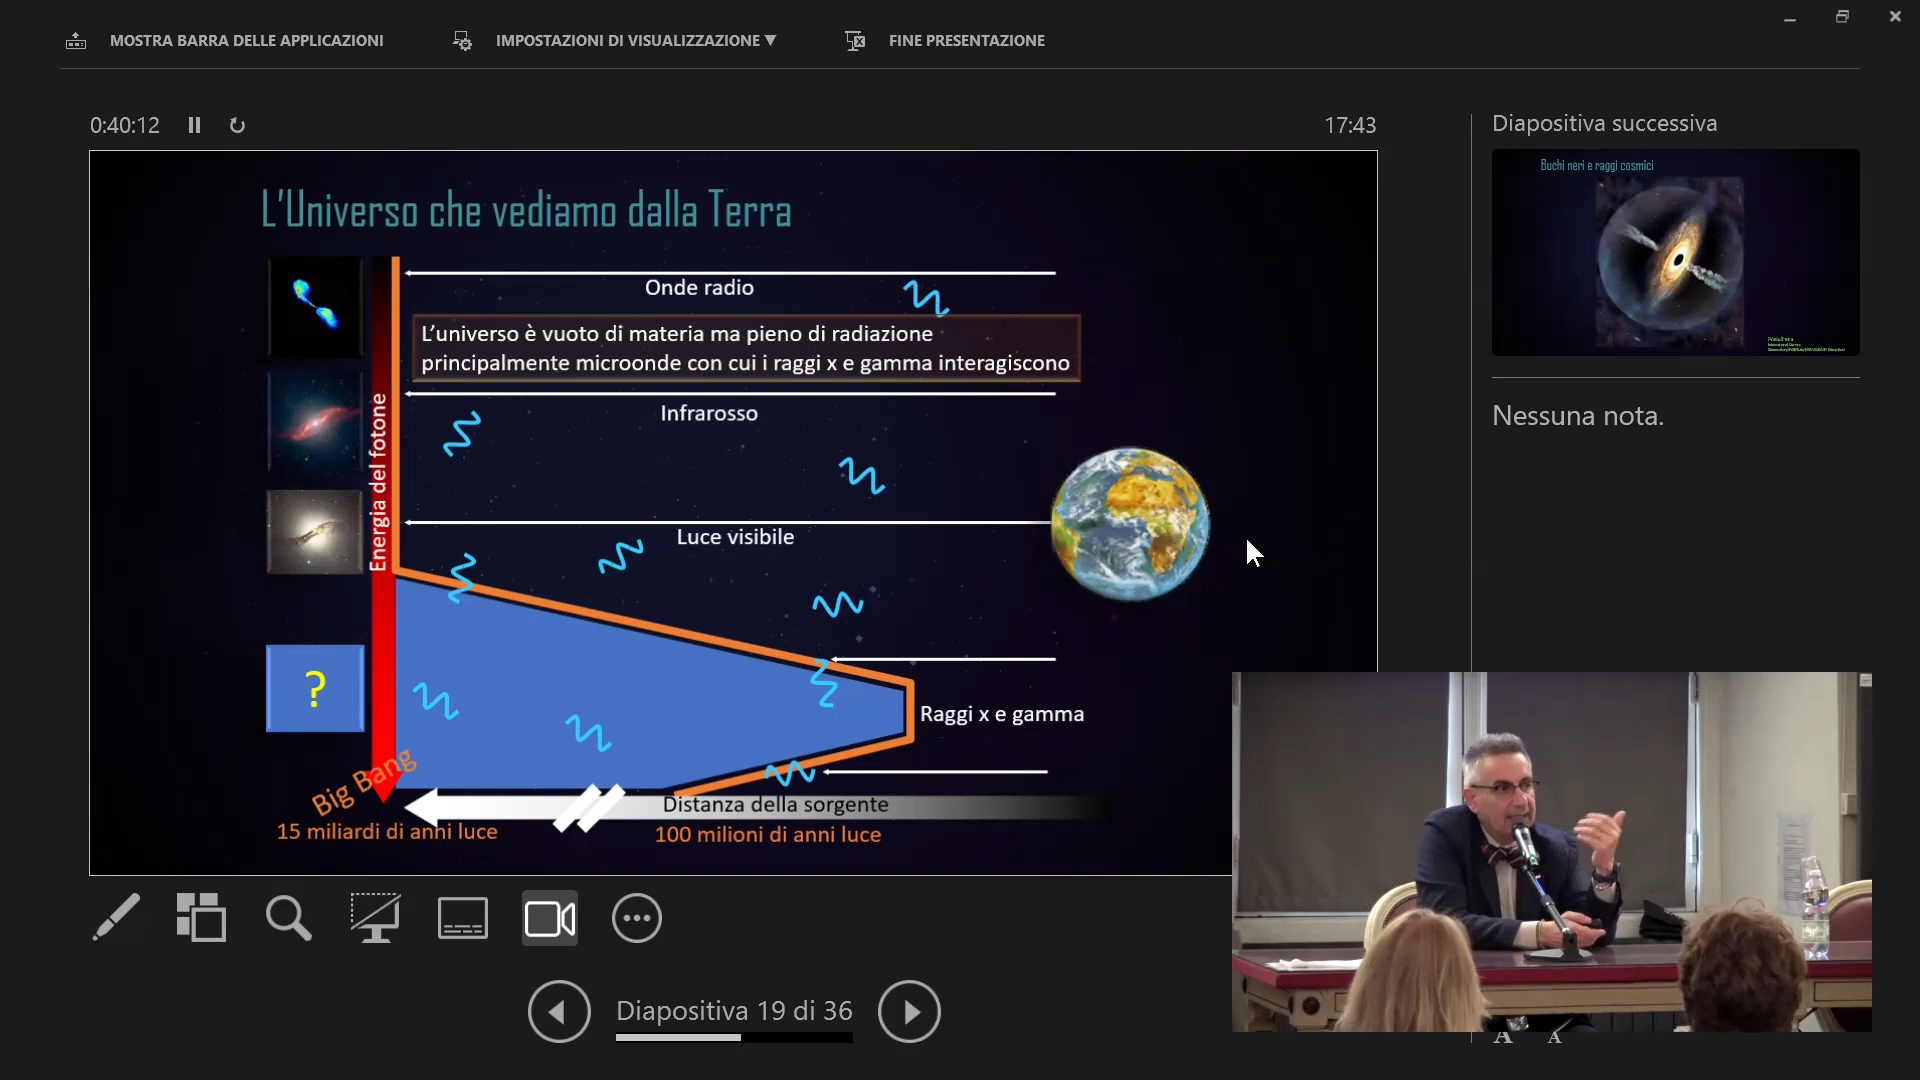 MOSTRA BARRA DELLE APPLICAZIONI
IMPOSTAZIONI DI VISUALIZZAZIONE ▼
FINE PRESENTAZIONE
0:40:12
17:43
Diapositiva successiva
Buchi neri e raggi cosmici
Nessuna nota.
L'Universo che vediamo dalla Terra
Onde radio
L'universo è vuoto di materia ma pieno di radiazione
principalmente microonde con cui i raggi x e gamma interagiscono
Infrarosso
Energia del fotone
Luce visibile
?
Raggi x e gamma
Big Bang
Distanza della sorgente
15 miliardi di anni luce
100 milioni di anni luce
Diapositiva 19 di 36
A A